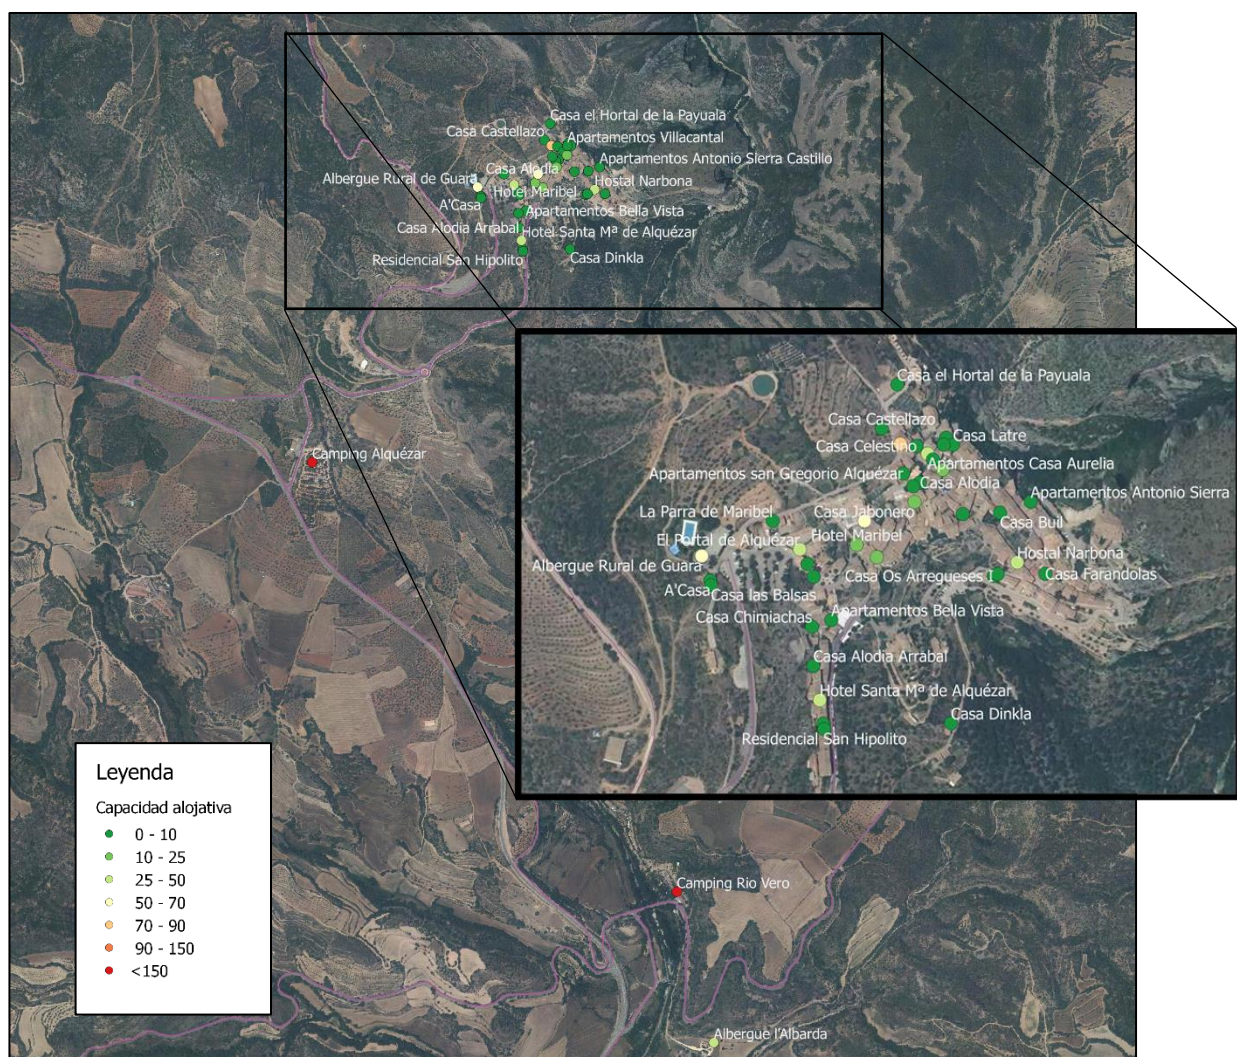 Casa el Hortal de la Payuala
Casa Castellazo
Apartamentos Villacantal
Apartamentos Antonio Sierra Castillo
Casa Alodia
Albergue Rural de Guara
Hostal Narbona
Hotel Maribel
A'Casa
Apartamentos Bella Vista
Casa Alodia Arrabal
Hotel Santa Mª de Alquézar
Residencial San Hipolito
Casa Dinkla
Camping Alquézar
Casa el Hortal de la Payuala
Casa Castellazo
Casa Latre
Casa Celestino
Apartamentos Casa Aurelia
Apartamentos san Gregorio Alquézar
Casa Alodia
Apartamentos Antonio Sierra
La Parra de Maribel
Casa Jabonero
Casa Buil
El Portal de Alquézar
Hotel Maribel
Hostal Narbona
Albergue Rural de Guara
Casa Os Arregueses I
Casa Farandolas
A'Casa
Casa las Balsas
Casa Chimiachas
Apartamentos Bella Vista
Casa Alodia Arrabal
Hotel Santa Mª de Alquézar
Casa Dinkla
Residencial San Hipolito
Leyenda
Capacidad alojativa
0 - 10
10 - 25
25 - 50
50 - 70
70 - 90
90 - 150
<150
Camping Rio Vero
Albergue l'Albarda